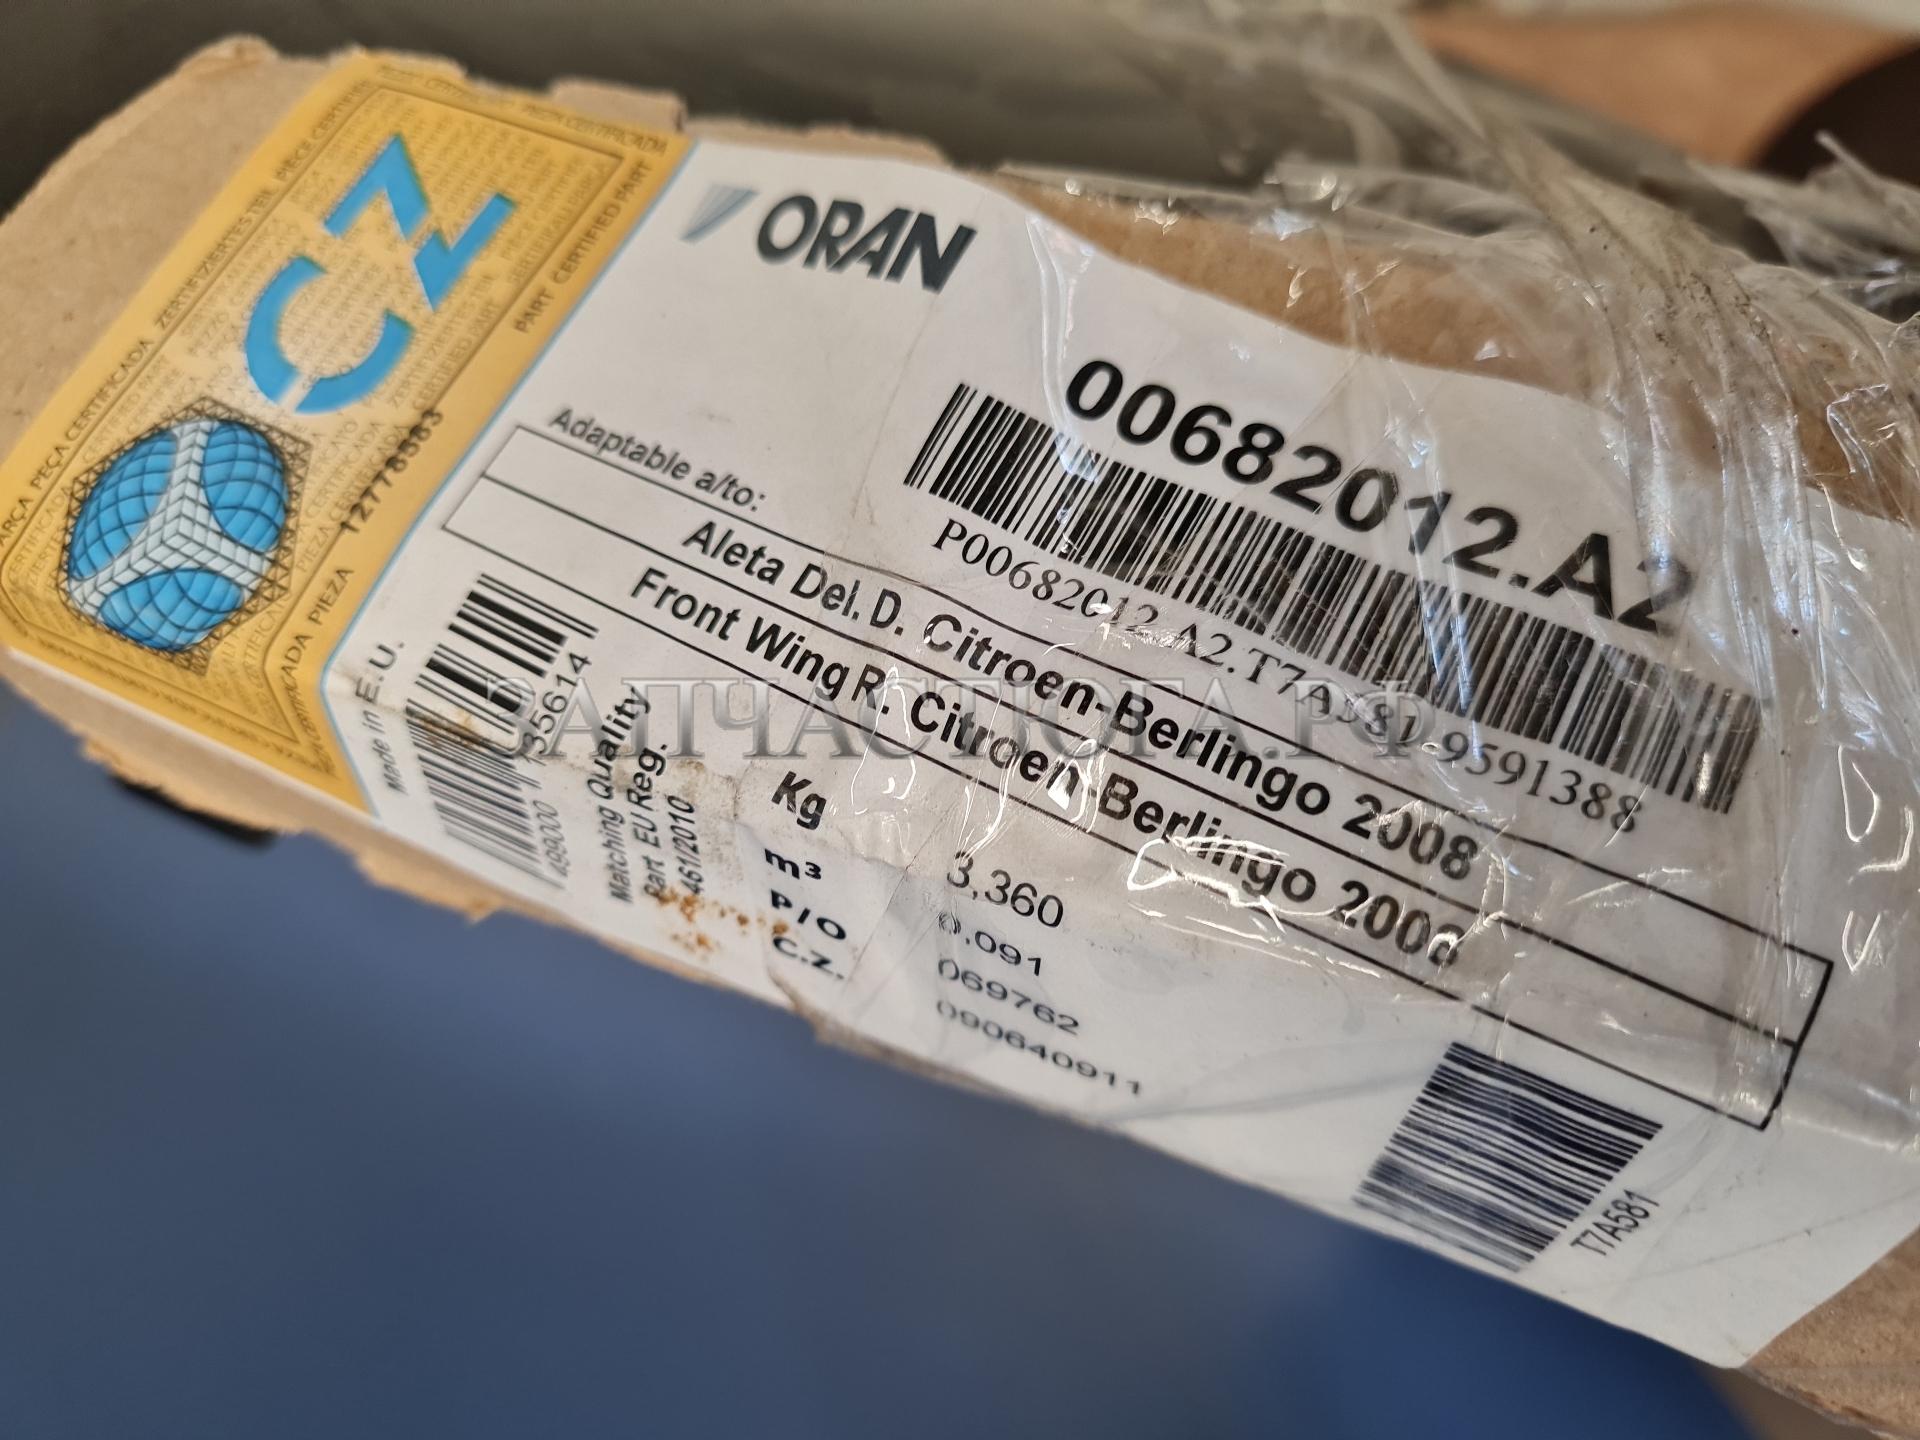 CZ
12778583
PART CERTIFIED PART
ORAN
00682012.A2
P00682012.A2.T7A581.9591388
Adaptable a/to:
Aleta Del. D. Citroen-Berlingo 2008
Front Wing R. Citroen-Berlingo 2008
Made in E.U.
Matching Quality
Part EU Reg.
461/2010
Kg 3,360
m³ 0.091
P/O 069762
C.Z. 090640911
T7A581
ЗАПЧАСТЮГА.РФ